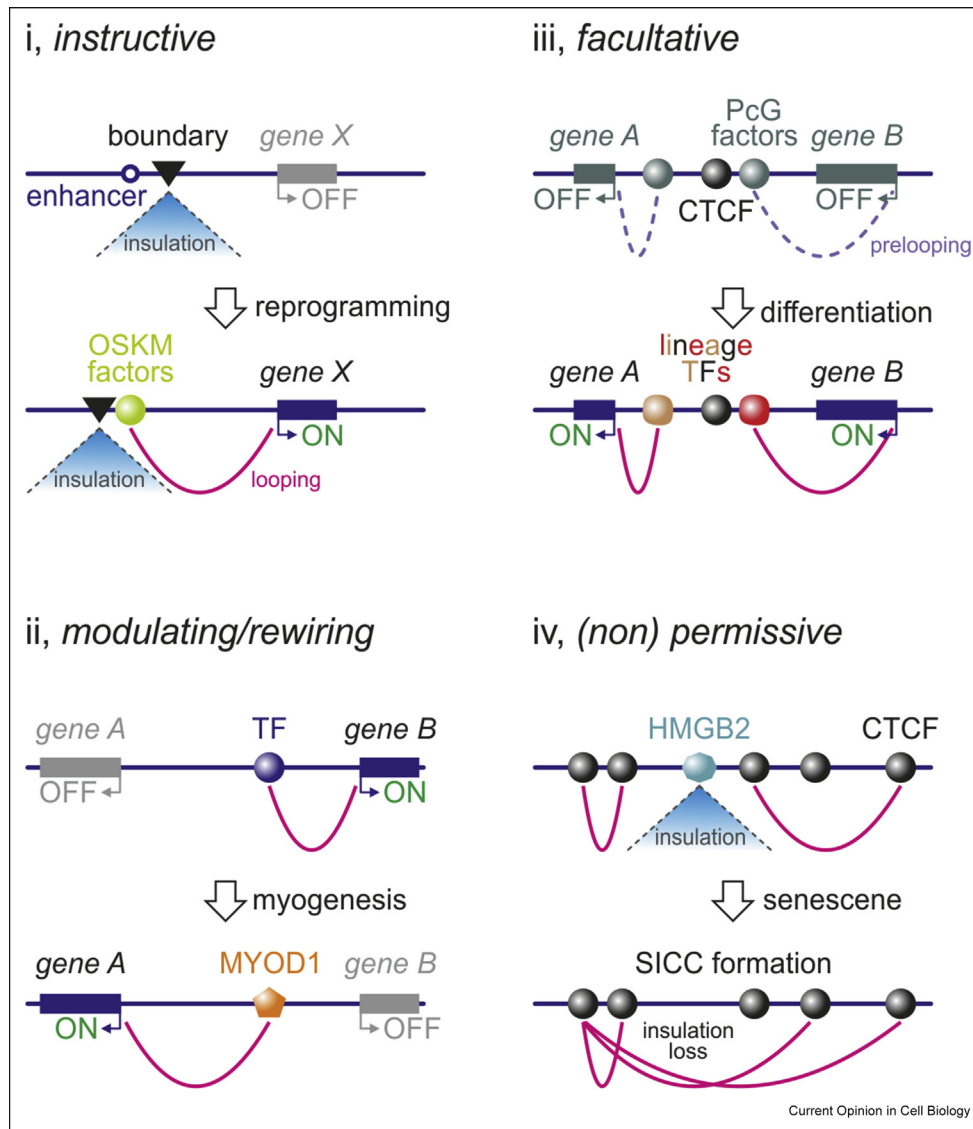 i, instructive
boundary
gene X
enhancer
OFF
insulation
reprogramming
OSKM
factors
gene X
ON
insulation
looping
iii, facultative
PcG
factors
gene A
gene B
OFF
CTCF
OFF
prelooping
differentiation
lineage
TFs
gene A
gene B
ON
ON
ii, modulating/rewiring
gene A
TF
gene B
OFF
ON
myogenesis
gene A
MYOD1
gene B
ON
OFF
iv, (non) permissive
HMGB2
CTCF
insulation
senescene
SICC formation
insulation
loss
Current Opinion in Cell Biology